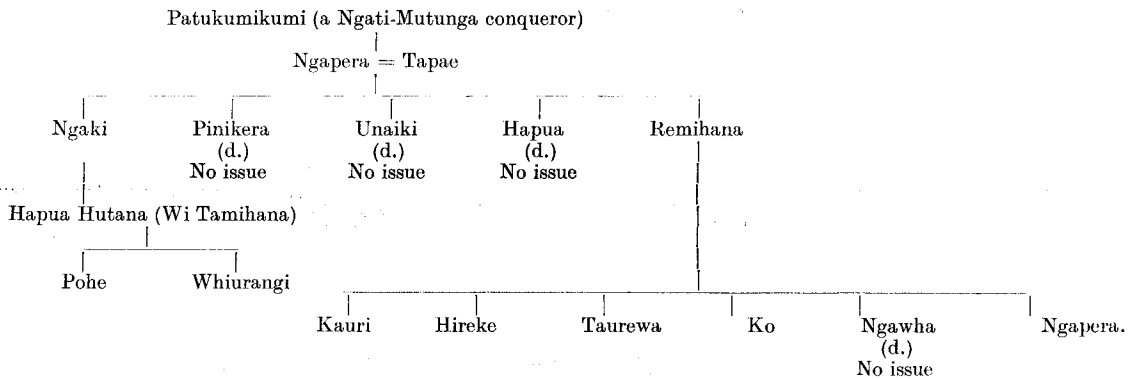 Patukumikumi (a Ngati-Mutunga conqueror)
Ngapera = Tapae
Ngaki Pinikera Unaiki Hapua Remihana
(d.) (d.) (d.)
No issue No issue No issue
Hapua Hutana (Wi Tamihana)
Pohe Whiurangi
Kauri Hireke Taurewa Ko Ngawha Ngapera.
(d.)
No issue